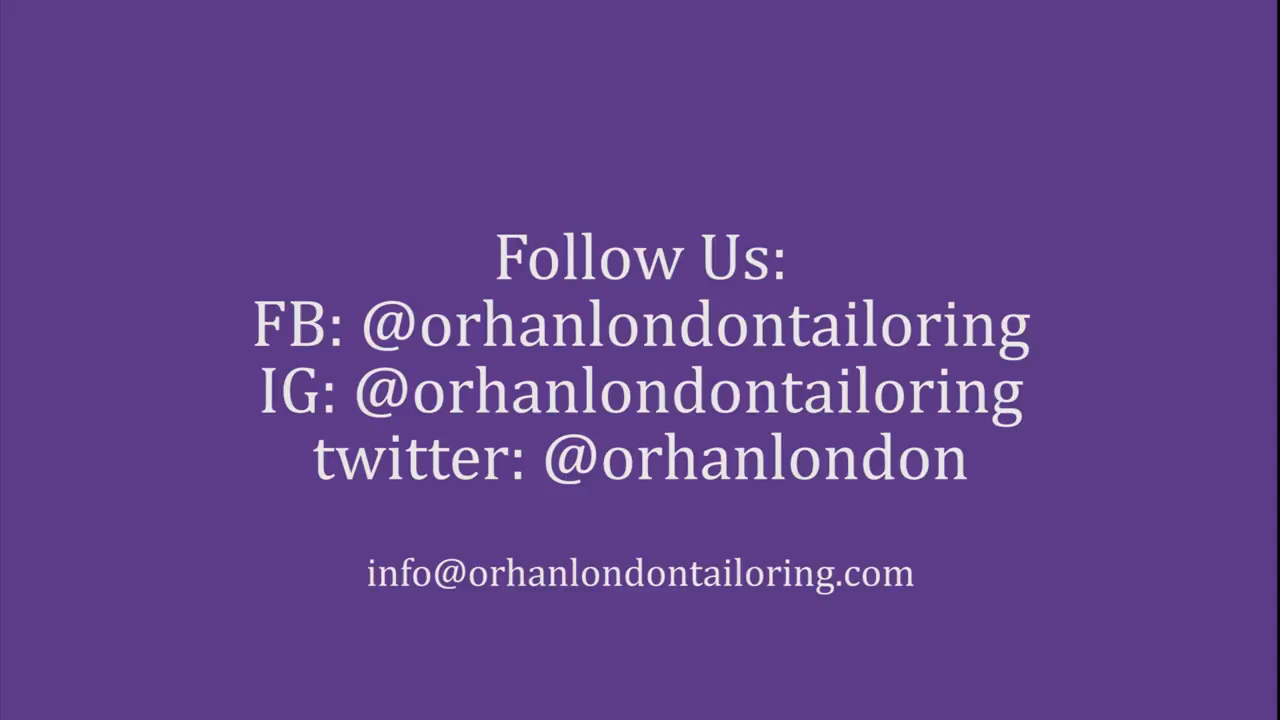 Follow Us:
FB: @orhanlondontailoring
IG: @orhanlondontailoring
twitter: @orhanlondon
info@orhanlondontailoring.com